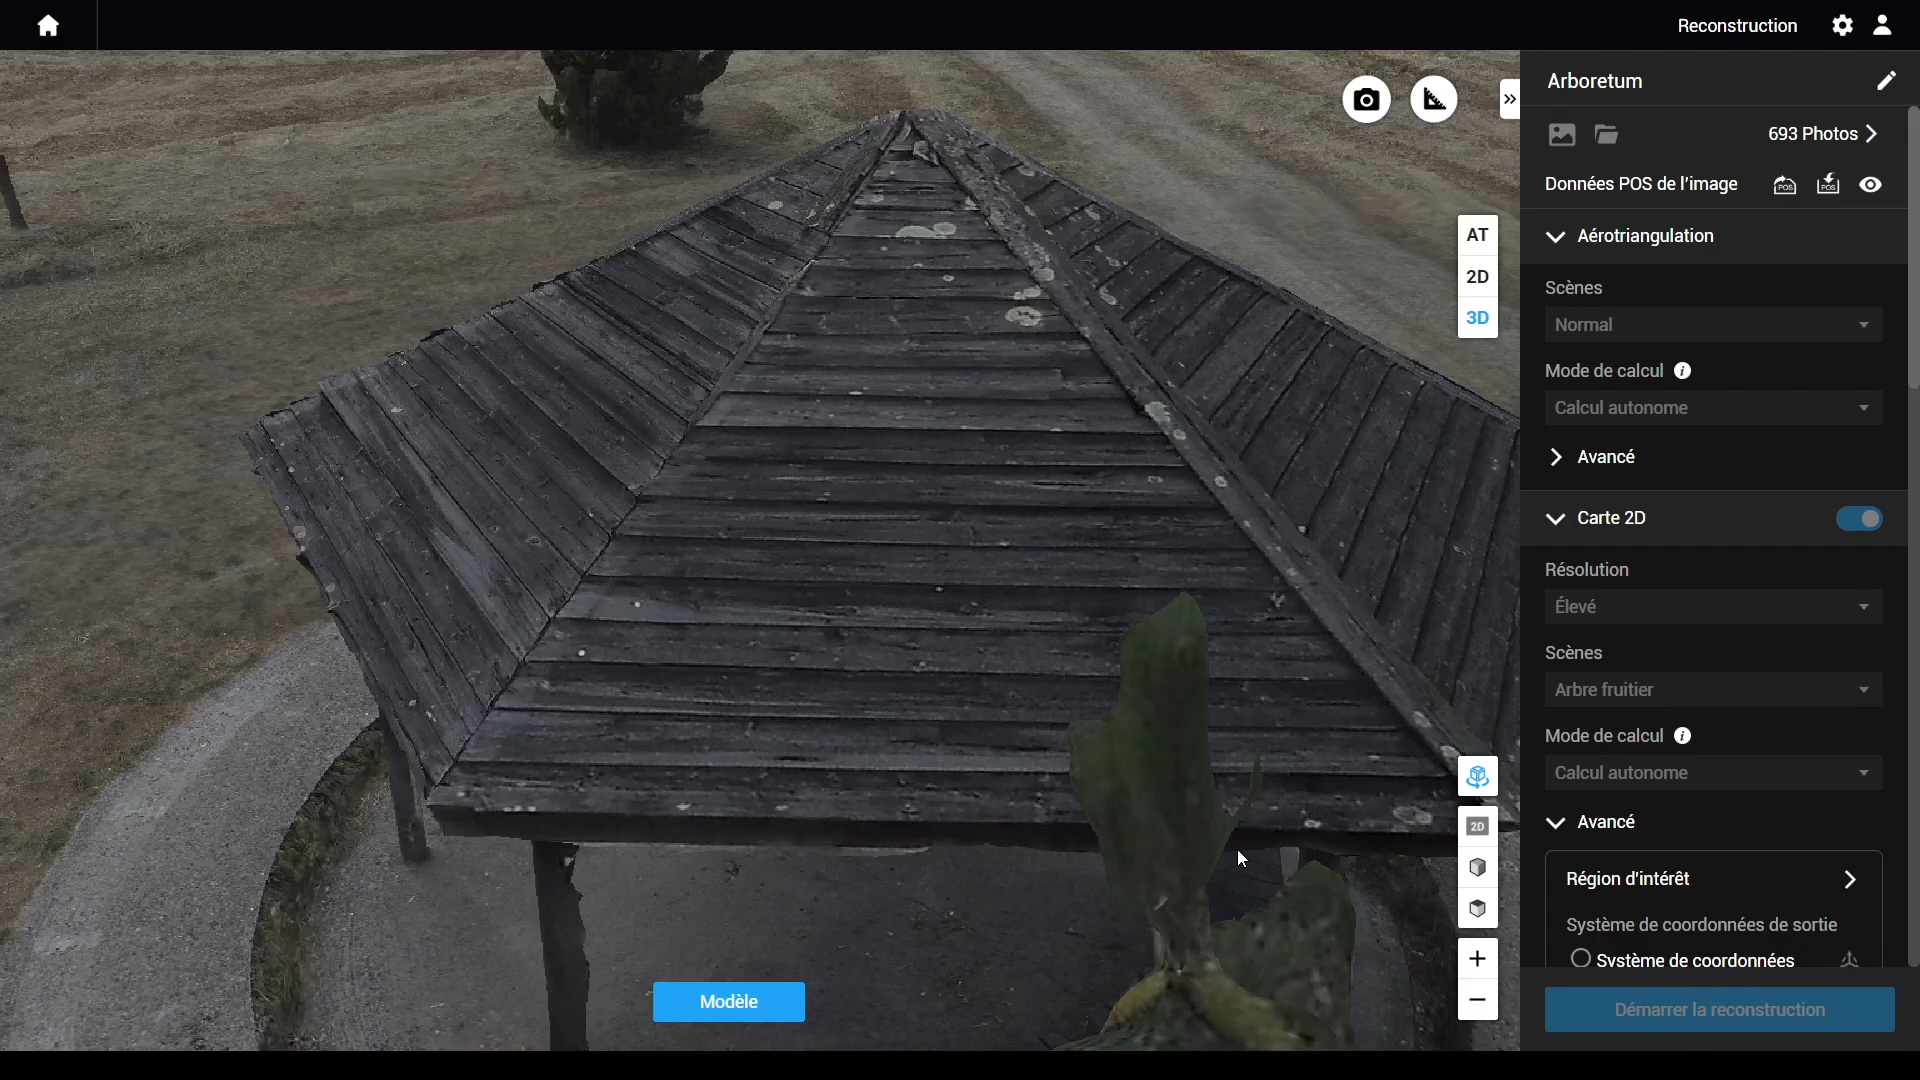 Reconstruction
Arboretum
693 Photos
Données POS de l'image
POS
POS
AT
2D
3D
Aérotriangulation
Scènes
Normal
Mode de calcul
Calcul autonome
Avancé
Carte 2D
Résolution
Élevé
Scènes
Arbre fruitier
Mode de calcul
Calcul autonome
Avancé
2D
Région d'intérêt
Système de coordonnées de sortie
Système de coordonnées
Modèle
Démarrer la reconstruction